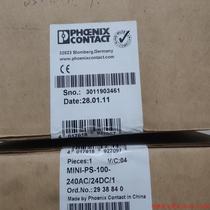 PHOENIX
CONTACT
32823 Blomberg,Germany
www.phoenixcontact.com
Sno.: 3011903461
Date:28.01.11
Pieces:1 V/C:04
MINI-PS-100-
240AC/24DC/1
Ord.No: 29 38 84 0
Made by Phoenix Contact in China